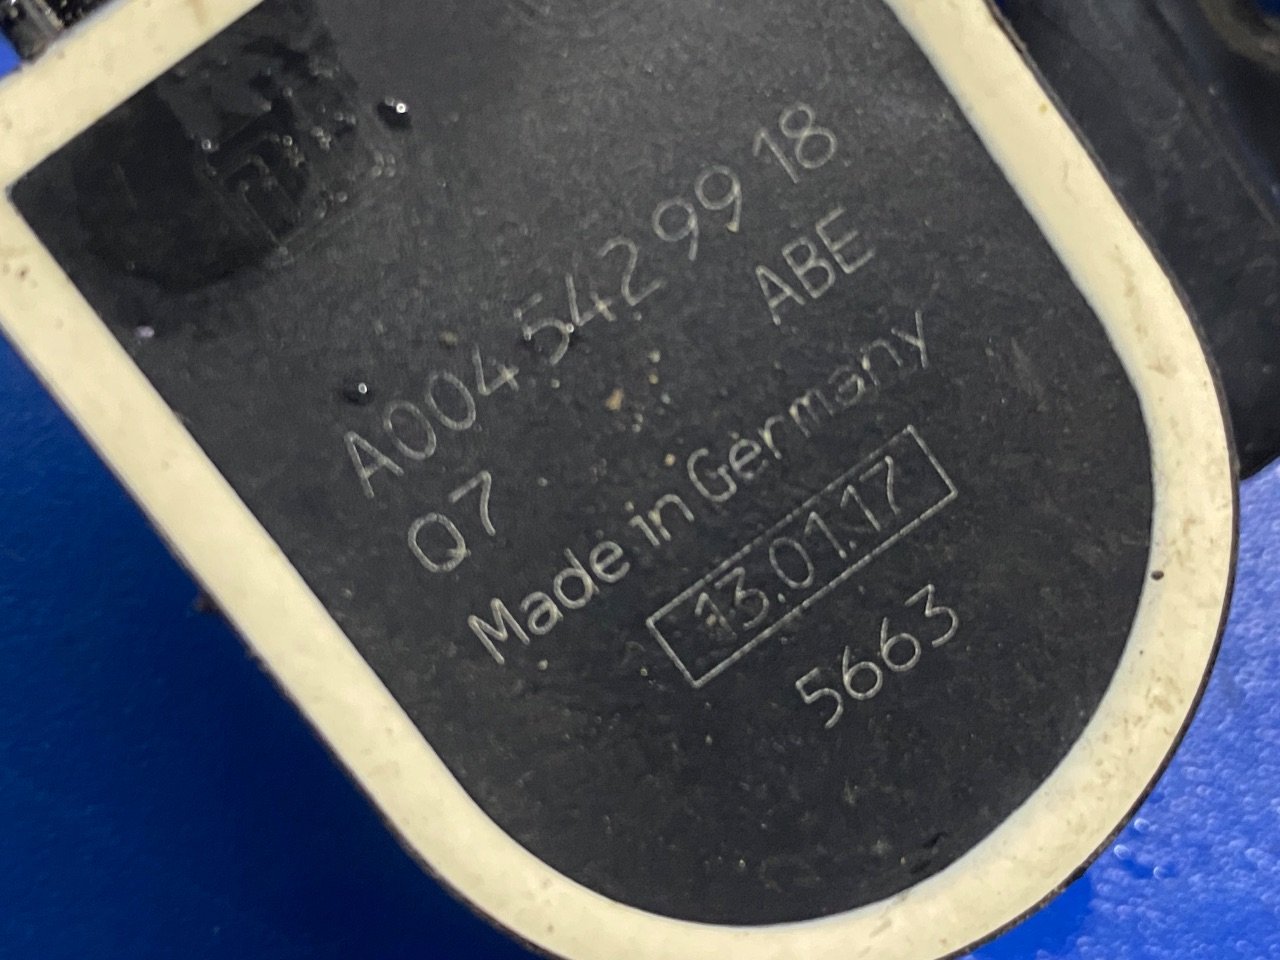 A004 542 99 18
Q7 ABE
Made in Germany
13.01.17
5663